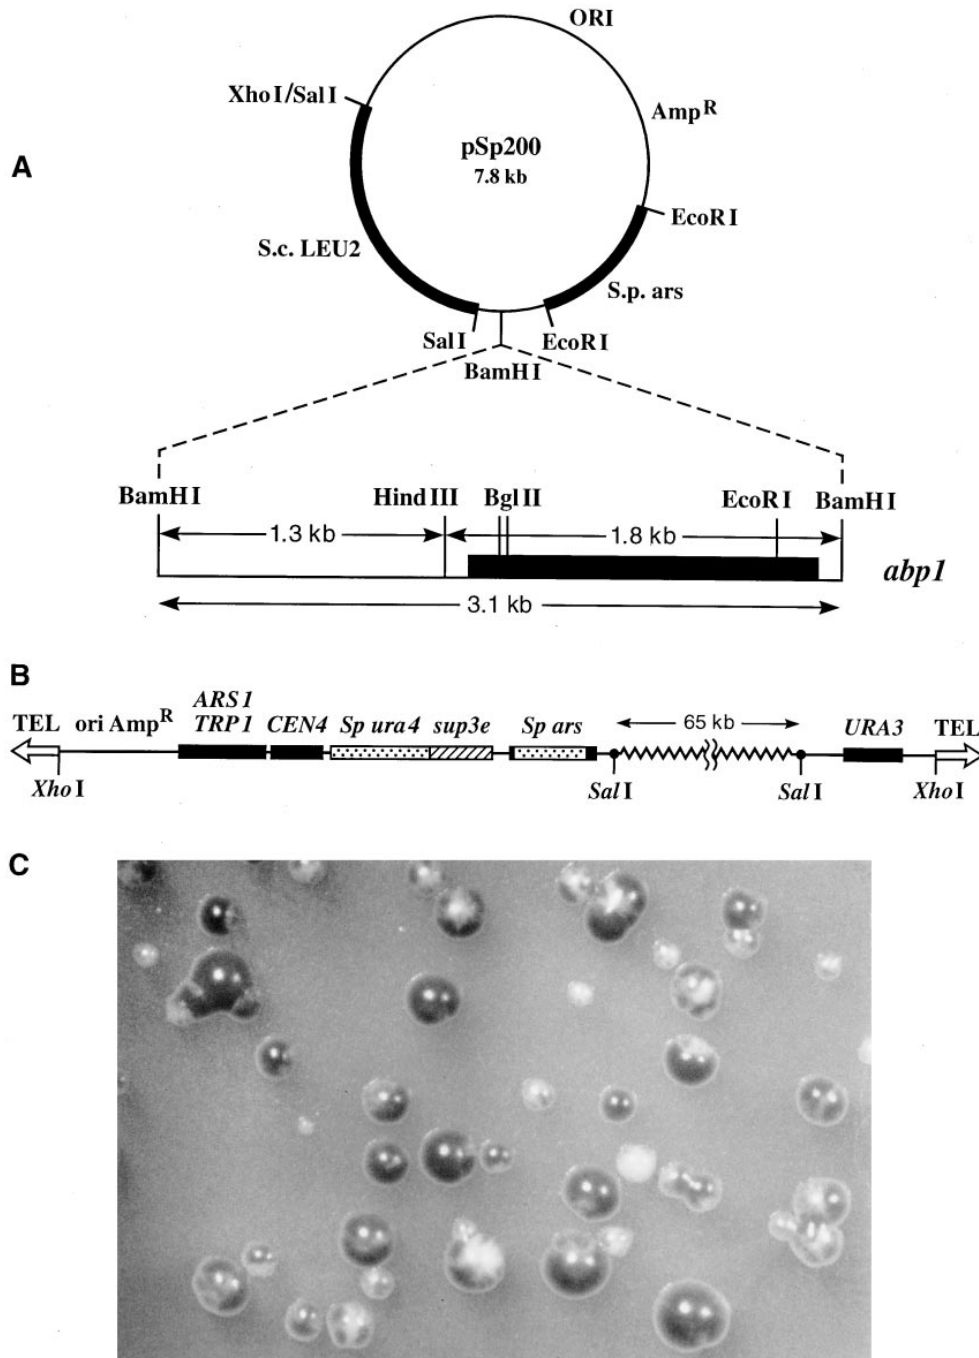 A
ORI
XhoI/SalI
AmpR
pSp200
7.8 kb
EcoRI
S.c. LEU2
S.p. ars
SalI
EcoRI
BamHI
BamHI
HindIII
BglII
EcoRI
BamHI
1.3 kb
1.8 kb
abp1
3.1 kb
B
TEL
ori AmpR
ARS1
TRP1
CEN4
Sp ura4
sup3e
Sp ars
65 kb
URA3
TEL
XhoI
SalI
SalI
XhoI
C